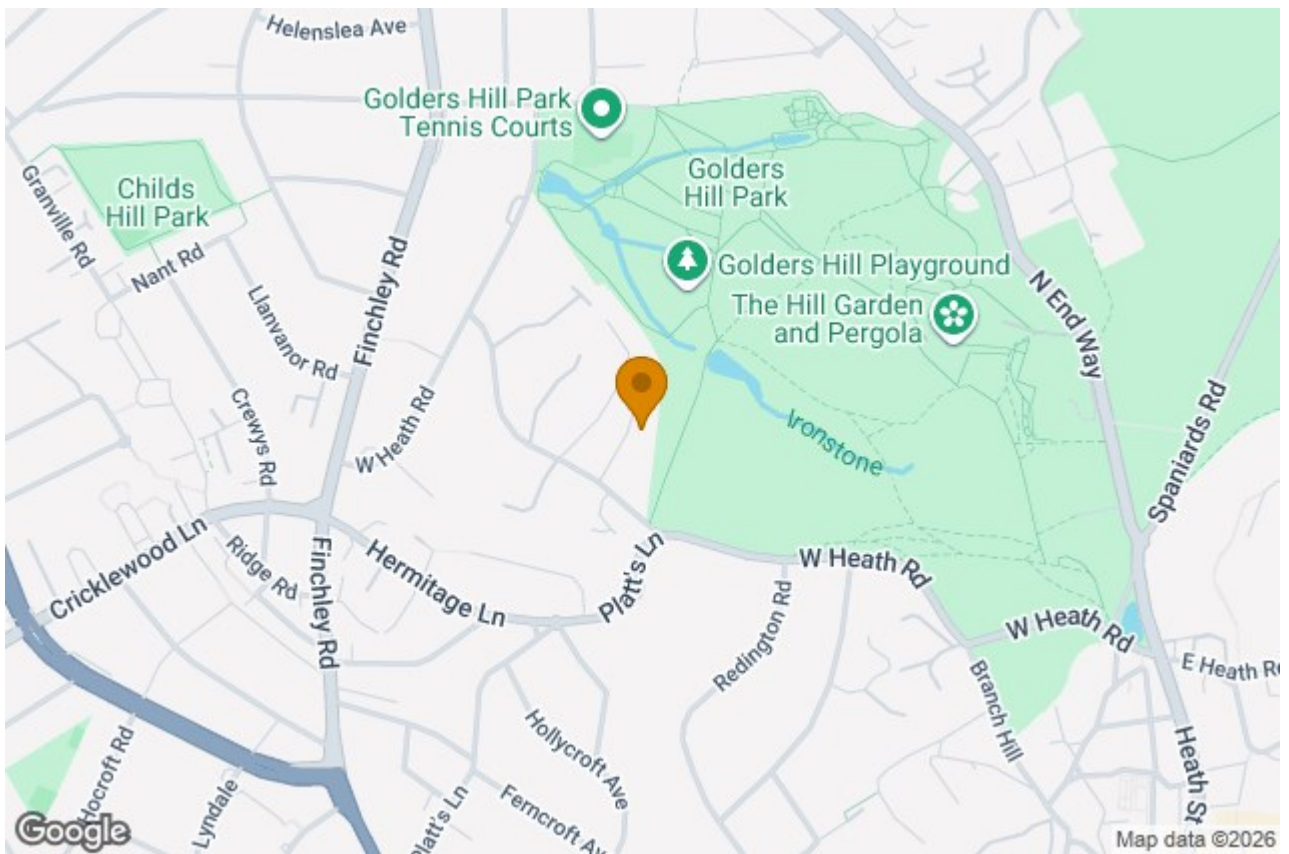 Helenslea Ave
Golders Hill Park
Tennis Courts
Golders
Hill Park
Childs
Hill Park
Granville Rd
Nant Rd
Finchley Rd
Golders Hill Playground
The Hill Garden
and Pergola
N End Way
Llanvanor Rd
Crewys Rd
W Heath Rd
Ironstone
Spaniards Rd
Cricklewood Ln
Ridge Rd
Finchley Rd
Hermitage Ln
Platt's Ln
W Heath Rd
Redington Rd
W Heath Rd
E Heath Rd
Branch Hill
Hocroft Rd
Lyndale
Platt's Ln
Hollycroft Ave
Ferncroft Av
Heath St
Google
Map data ©2026